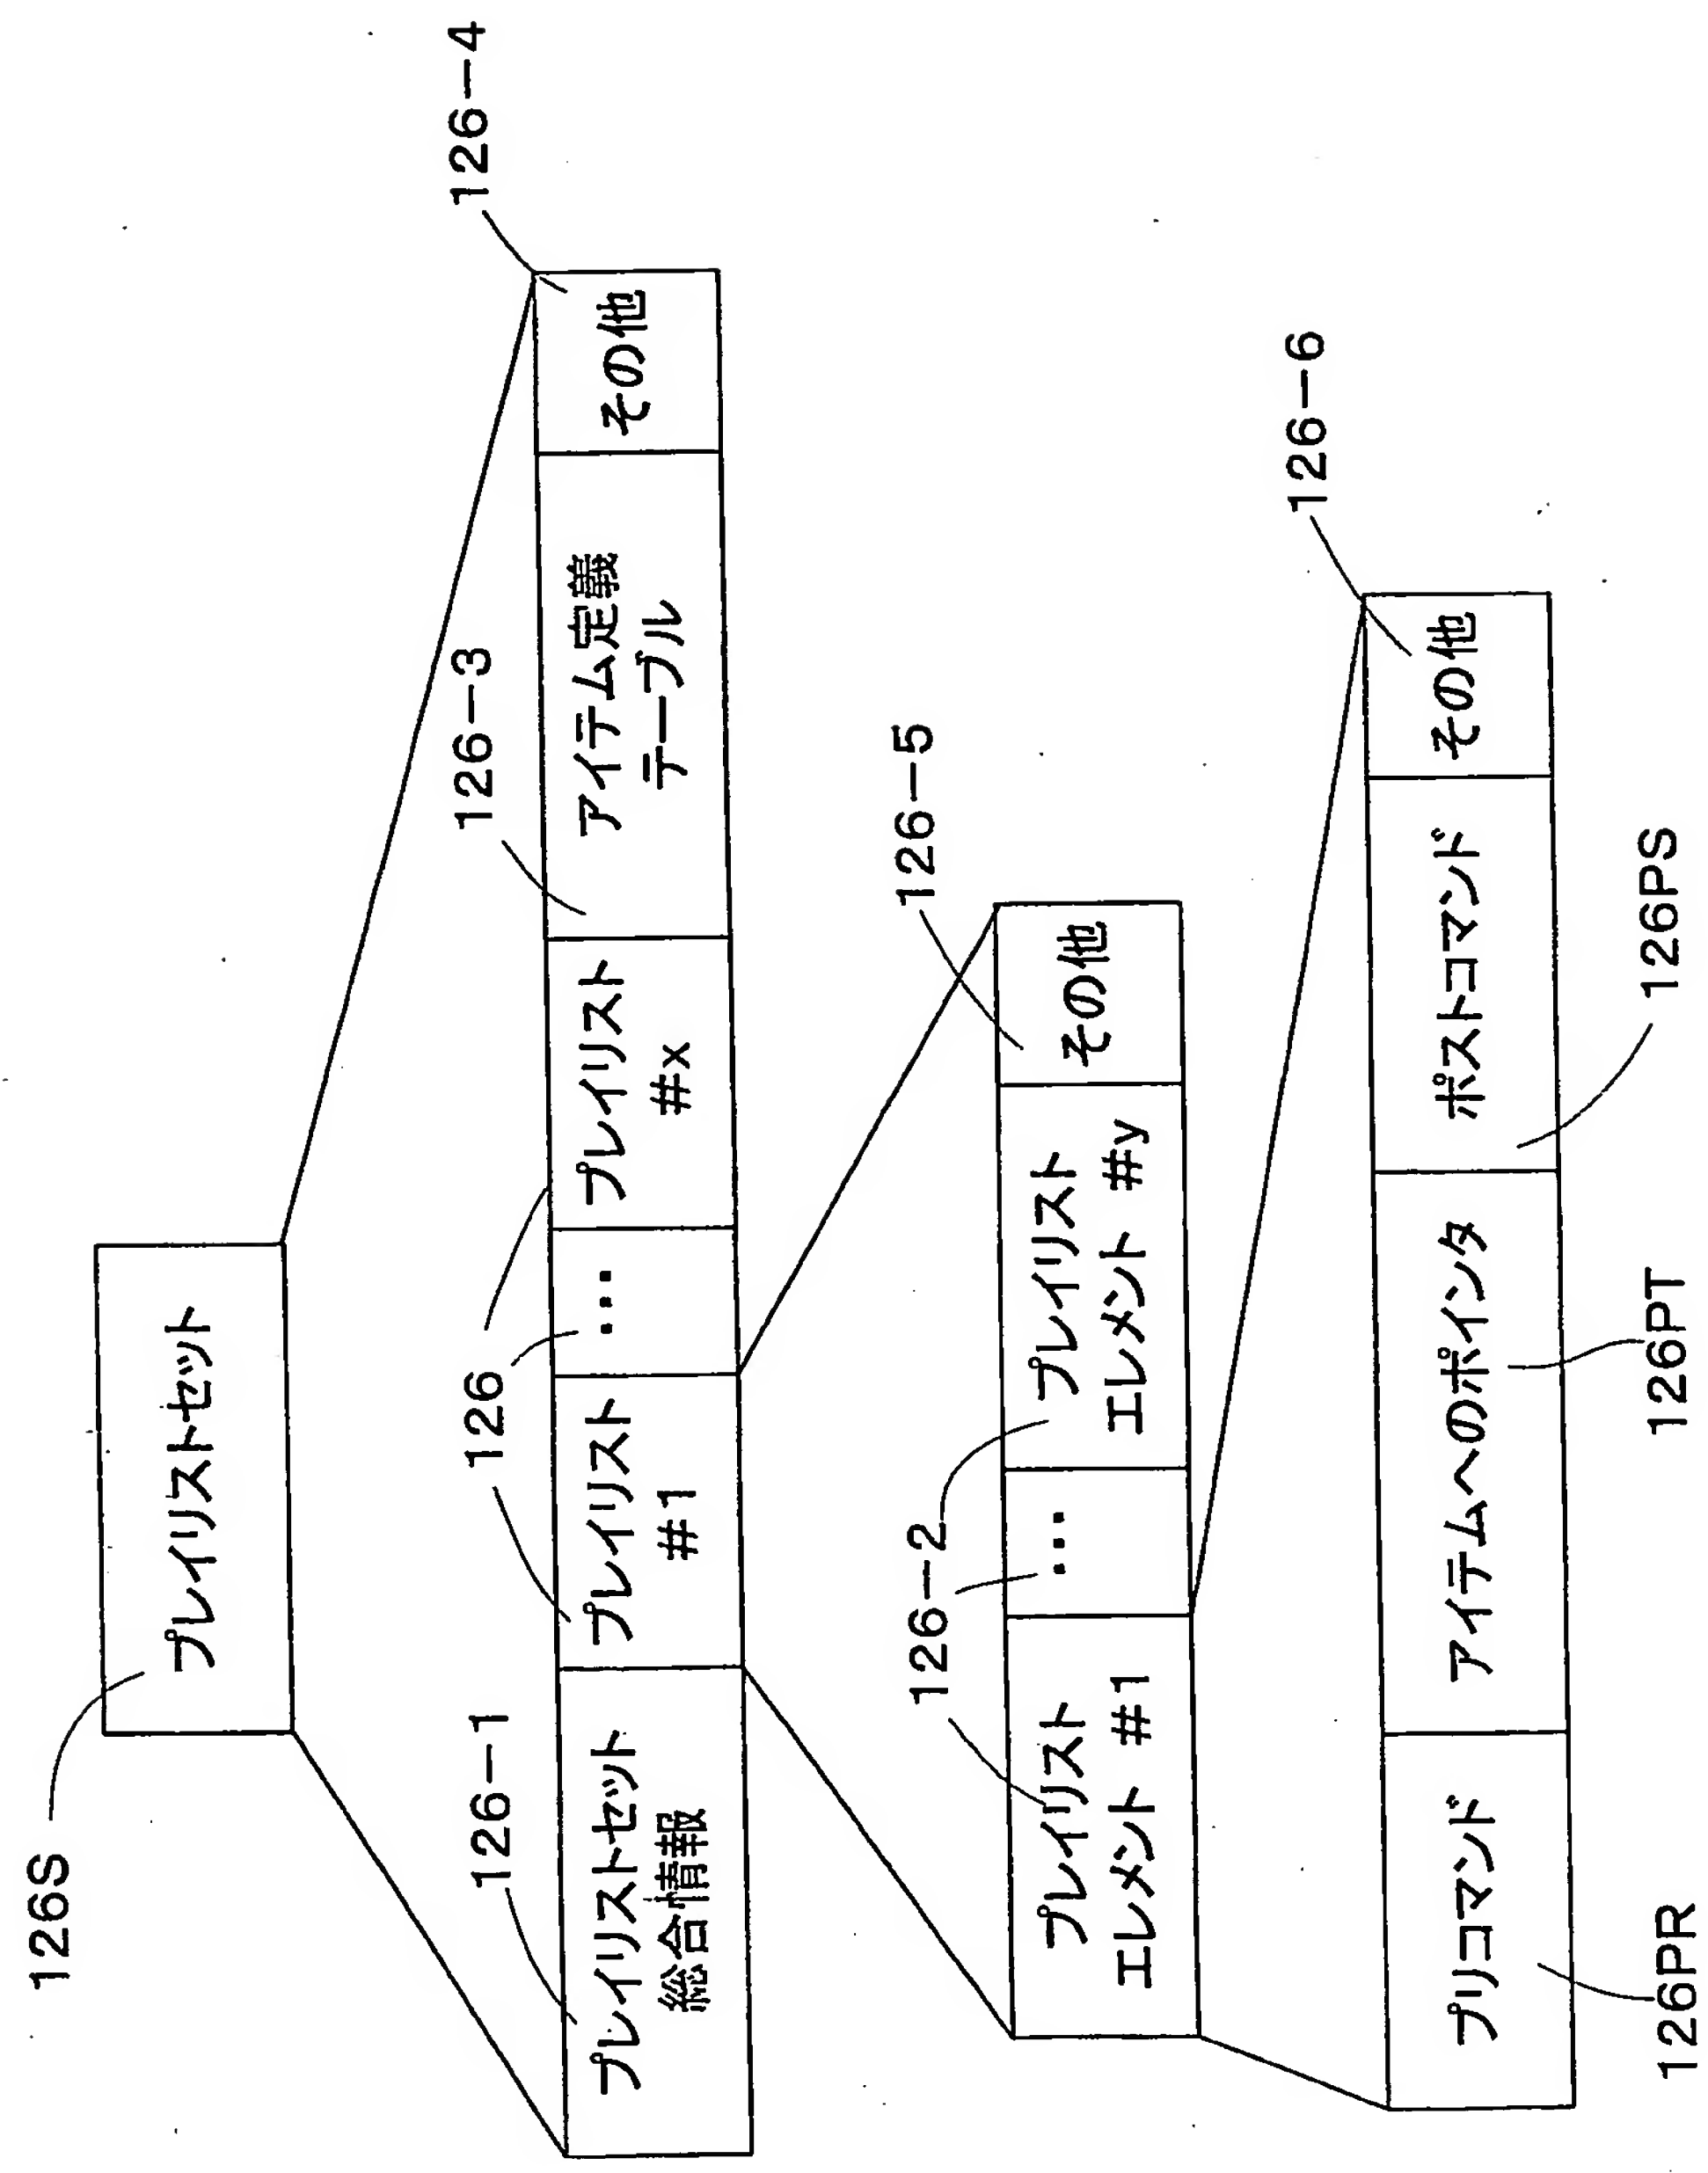 126S
プレイリストセット
126-1
126
126-3
126-4
プレイリストセット
総合情報
プレイリスト
#1
...
プレイリスト
#x
アイテム定義
テーブル
その他
126-2
126-5
プレイリスト
エレメント #1
...
プレイリスト
エレメント #y
その他
126-6
プリコマンド
アイテムへのポインタ
ポストコマンド
その他
126PR
126PT
126PS